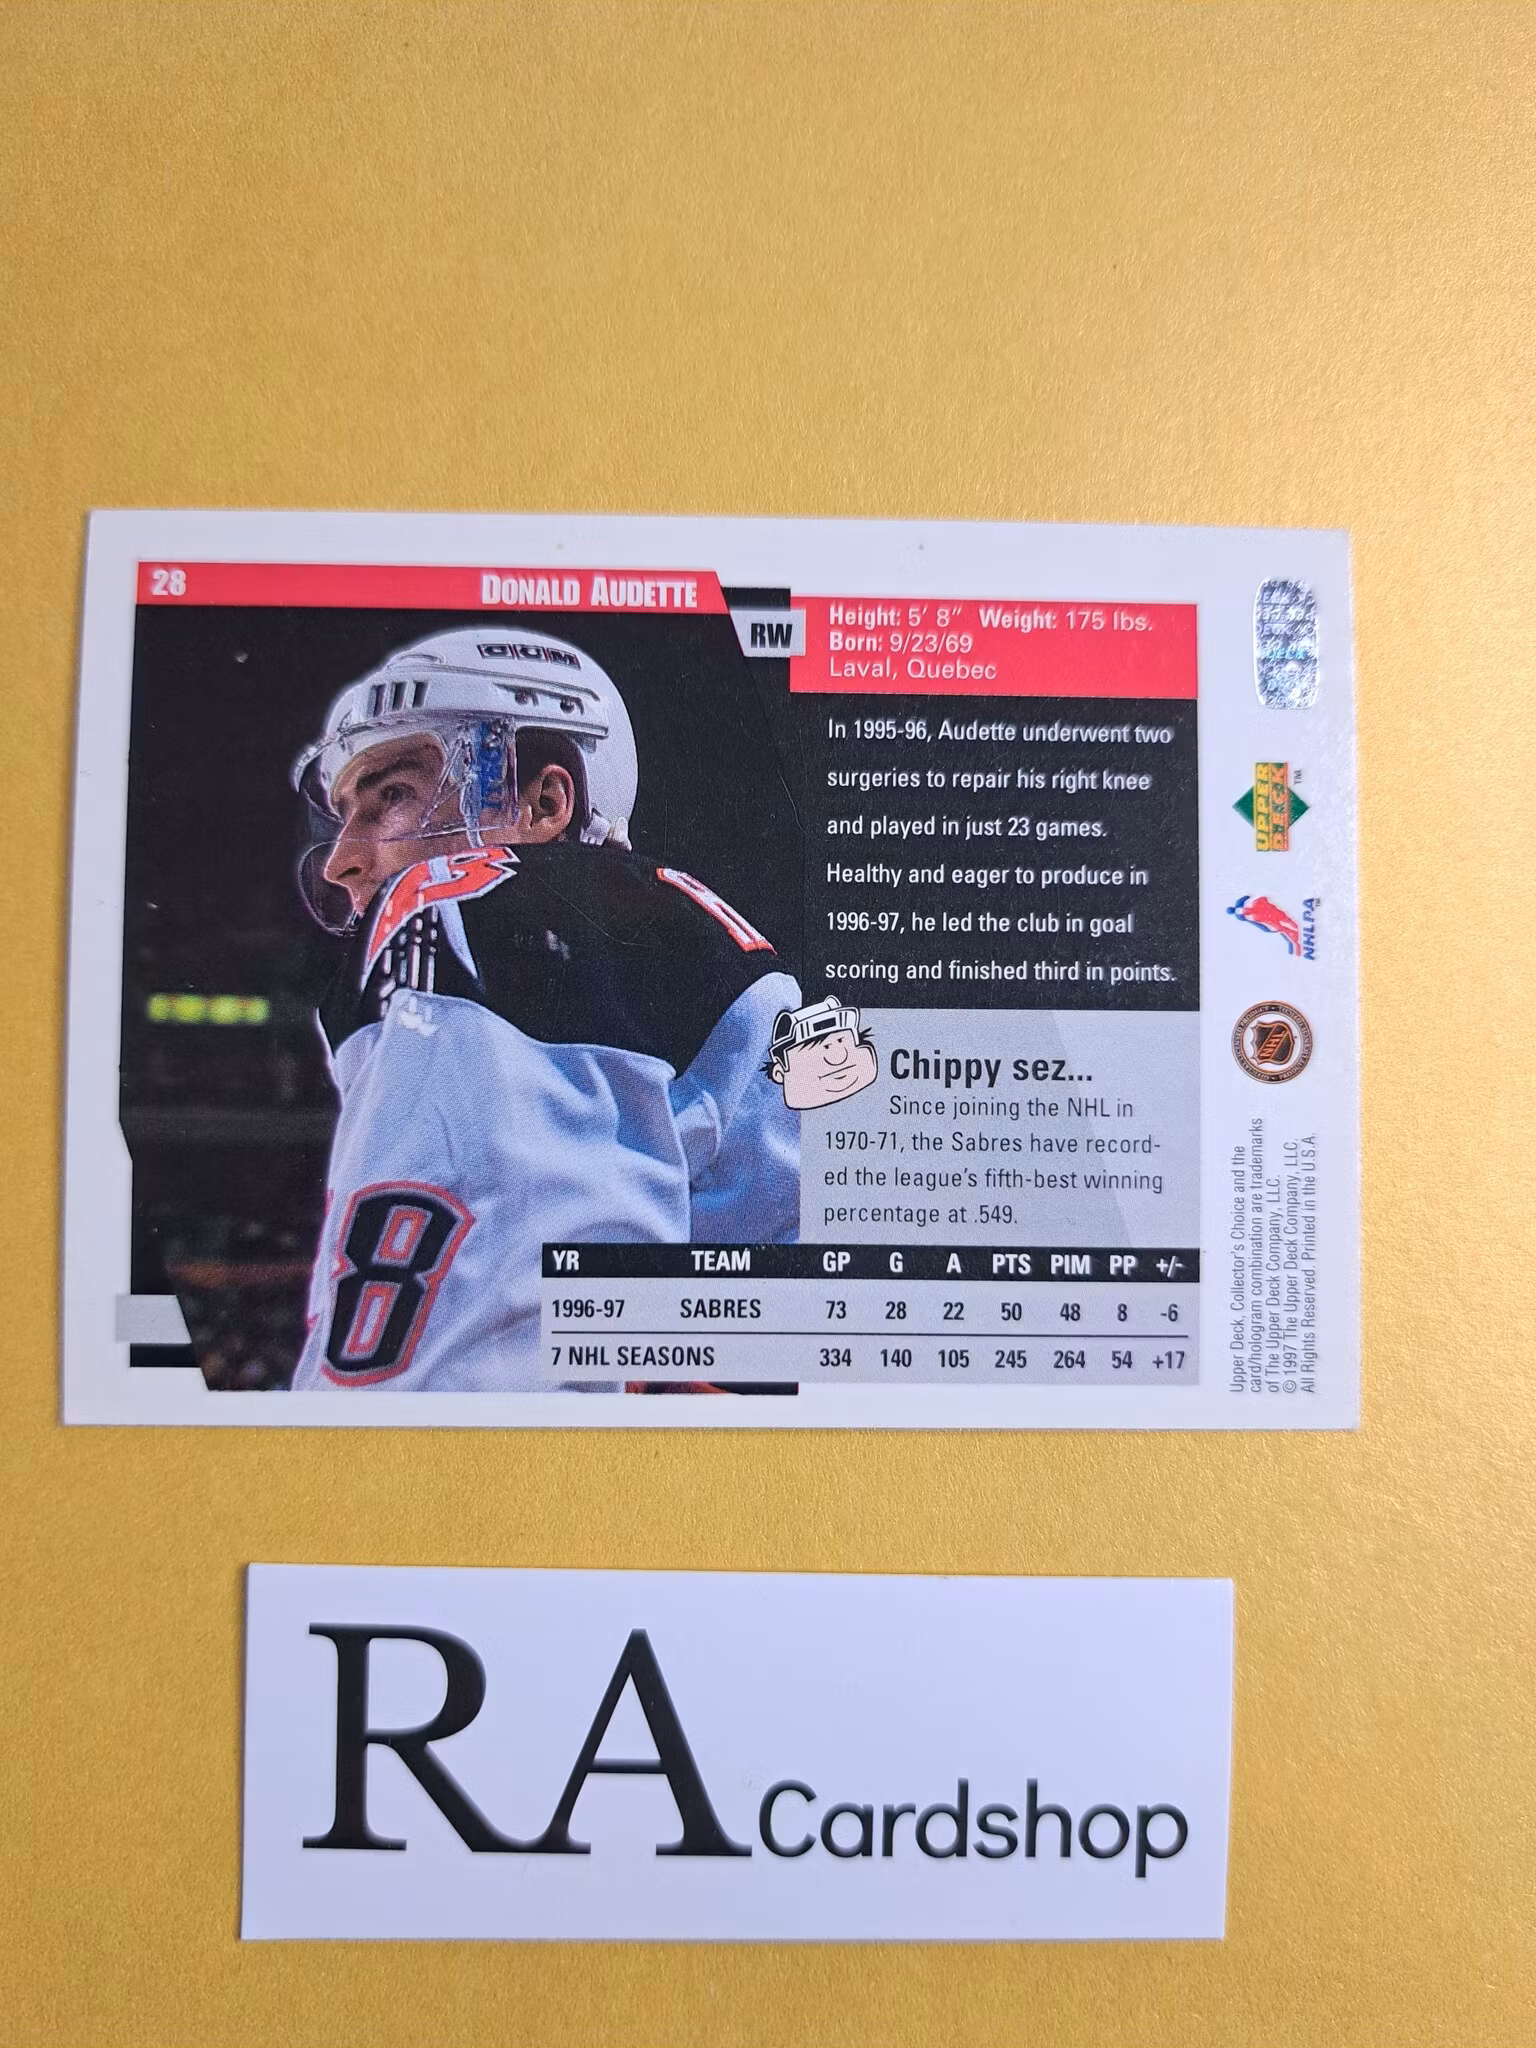 28
DONALD AUDETTE
RW
Height: 5' 8" Weight: 175 lbs.
Born: 9/23/69
Laval, Quebec
In 1995-96, Audette underwent two
surgeries to repair his right knee
and played in just 23 games.
Healthy and eager to produce in
1996-97, he led the club in goal
scoring and finished third in points.
Chippy sez...
Since joining the NHL in
1970-71, the Sabres have record-
ed the league's fifth-best winning
percentage at .549.
YR TEAM GP G A PTS PIM PP +/-
1996-97 SABRES 73 28 22 50 48 8 -6
7 NHL SEASONS 334 140 105 245 264 54 +17
CCM
8
UPPER
DECK
™
NHLPA
NHL
Upper Deck, Collector's Choice and the
card/hologram combination are trademarks
of The Upper Deck Company, LLC.
© 1997 The Upper Deck Company, LLC.
All Rights Reserved. Printed in the U.S.A.
RA Cardshop